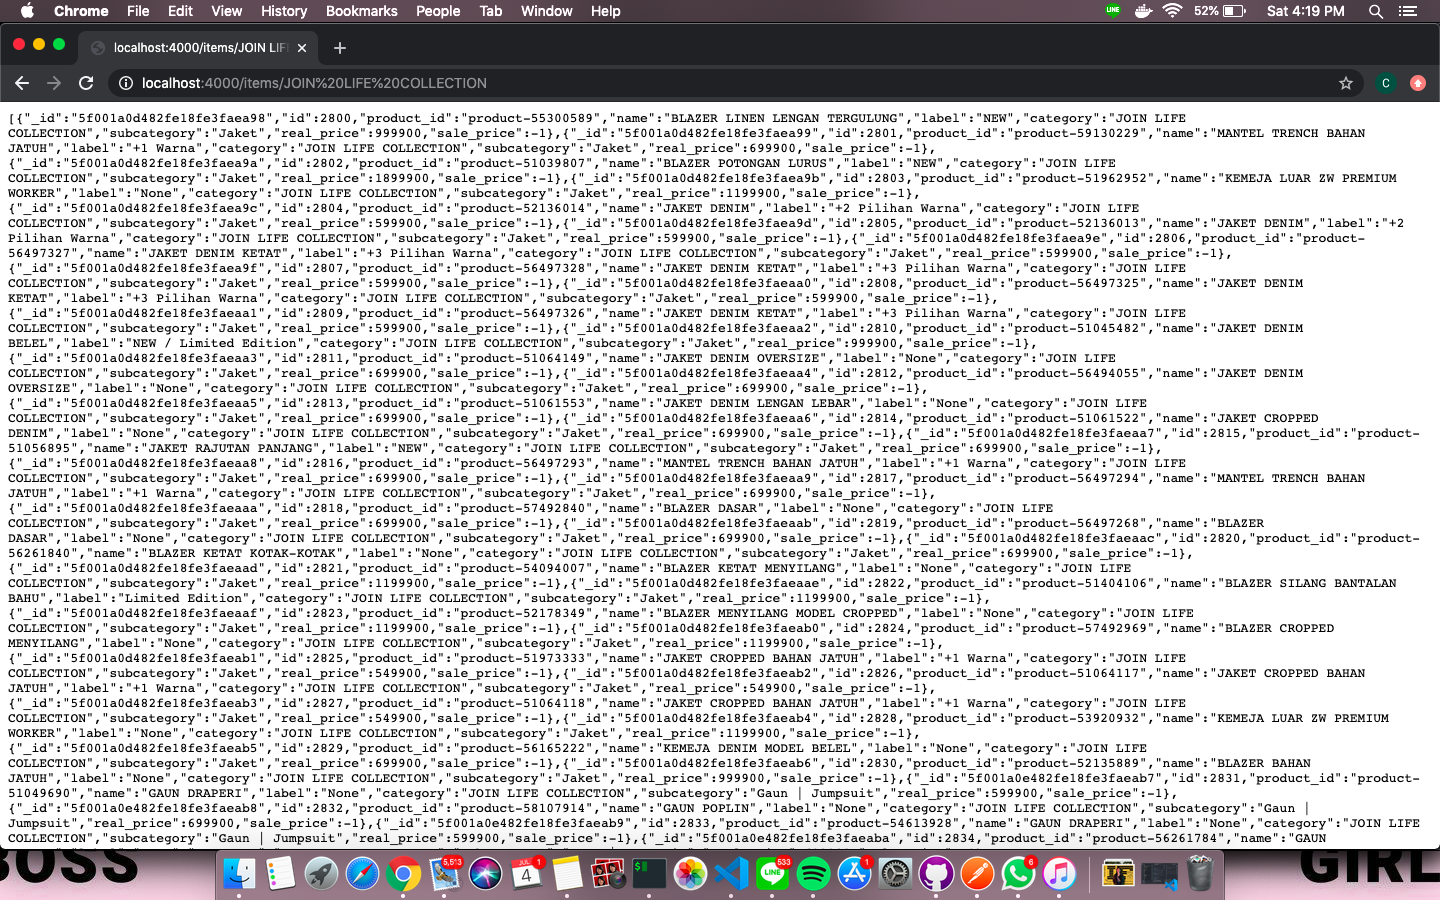 Chrome File Edit View History Bookmarks People Tab Window Help LINE 52% Sat 4:19 PM
localhost:4000/items/JOIN LIF
localhost:4000/items/JOIN%20LIFE%20COLLECTION C
[{"_id":"5f001a0d482fe18fe3faea98","id":2800,"product_id":"product-55300589","name":"BLAZER LINEN LENGAN TERGULUNG","label":"NEW","category":"JOIN LIFE
COLLECTION","subcategory":"Jaket","real_price":999900,"sale_price":-1},{"_id":"5f001a0d482fe18fe3faea99","id":2801,"product_id":"product-59130229","name":"MANTEL TRENCH BAHAN
JATUH","label":"+1 Warna","category":"JOIN LIFE COLLECTION","subcategory":"Jaket","real_price":699900,"sale_price":-1},
{"_id":"5f001a0d482fe18fe3faea9a","id":2802,"product_id":"product-51039807","name":"BLAZER POTONGAN LURUS","label":"NEW","category":"JOIN LIFE
COLLECTION","subcategory":"Jaket","real_price":1899900,"sale_price":-1},{"_id":"5f001a0d482fe18fe3faea9b","id":2803,"product_id":"product-51962952","name":"KEMEJA LUAR ZW PREMIUM
WORKER","label":"None","category":"JOIN LIFE COLLECTION","subcategory":"Jaket","real_price":1199900,"sale_price":-1},
{"_id":"5f001a0d482fe18fe3faea9c","id":2804,"product_id":"product-52136014","name":"JAKET DENIM","label":"+2 Pilihan Warna","category":"JOIN LIFE
COLLECTION","subcategory":"Jaket","real_price":599900,"sale_price":-1},{"_id":"5f001a0d482fe18fe3faea9d","id":2805,"product_id":"product-52136013","name":"JAKET DENIM","label":"+2
Pilihan Warna","category":"JOIN LIFE COLLECTION","subcategory":"Jaket","real_price":599900,"sale_price":-1},{"_id":"5f001a0d482fe18fe3faea9e","id":2806,"product_id":"product-
56497327","name":"JAKET DENIM KETAT","label":"+3 Pilihan Warna","category":"JOIN LIFE COLLECTION","subcategory":"Jaket","real_price":599900,"sale_price":-1},
{"_id":"5f001a0d482fe18fe3faea9f","id":2807,"product_id":"product-56497328","name":"JAKET DENIM KETAT","label":"+3 Pilihan Warna","category":"JOIN LIFE
COLLECTION","subcategory":"Jaket","real_price":599900,"sale_price":-1},{"_id":"5f001a0d482fe18fe3faeaa0","id":2808,"product_id":"product-56497325","name":"JAKET DENIM
KETAT","label":"+3 Pilihan Warna","category":"JOIN LIFE COLLECTION","subcategory":"Jaket","real_price":599900,"sale_price":-1},
{"_id":"5f001a0d482fe18fe3faeaa1","id":2809,"product_id":"product-56497326","name":"JAKET DENIM KETAT","label":"+3 Pilihan Warna","category":"JOIN LIFE
COLLECTION","subcategory":"Jaket","real_price":599900,"sale_price":-1},{"_id":"5f001a0d482fe18fe3faeaa2","id":2810,"product_id":"product-51045482","name":"JAKET DENIM
BELEL","label":"NEW / Limited Edition","category":"JOIN LIFE COLLECTION","subcategory":"Jaket","real_price":999900,"sale_price":-1},
{"_id":"5f001a0d482fe18fe3faeaa3","id":2811,"product_id":"product-51064149","name":"JAKET DENIM OVERSIZE","label":"None","category":"JOIN LIFE
COLLECTION","subcategory":"Jaket","real_price":699900,"sale_price":-1},{"_id":"5f001a0d482fe18fe3faeaa4","id":2812,"product_id":"product-56494055","name":"JAKET DENIM
OVERSIZE","label":"None","category":"JOIN LIFE COLLECTION","subcategory":"Jaket","real_price":699900,"sale_price":-1},
{"_id":"5f001a0d482fe18fe3faeaa5","id":2813,"product_id":"product-51061553","name":"JAKET DENIM LENGAN LEBAR","label":"None","category":"JOIN LIFE
COLLECTION","subcategory":"Jaket","real_price":699900,"sale_price":-1},{"_id":"5f001a0d482fe18fe3faeaa6","id":2814,"product_id":"product-51061522","name":"JAKET CROPPED
DENIM","label":"None","category":"JOIN LIFE COLLECTION","subcategory":"Jaket","real_price":699900,"sale_price":-1},{"_id":"5f001a0d482fe18fe3faeaa7","id":2815,"product_id":"product-
51056895","name":"JAKET RAJUTAN PANJANG","label":"NEW","category":"JOIN LIFE COLLECTION","subcategory":"Jaket","real_price":699900,"sale_price":-1},
{"_id":"5f001a0d482fe18fe3faeaa8","id":2816,"product_id":"product-56497293","name":"MANTEL TRENCH BAHAN JATUH","label":"+1 Warna","category":"JOIN LIFE
COLLECTION","subcategory":"Jaket","real_price":699900,"sale_price":-1},{"_id":"5f001a0d482fe18fe3faeaa9","id":2817,"product_id":"product-56497294","name":"MANTEL TRENCH BAHAN
JATUH","label":"+1 Warna","category":"JOIN LIFE COLLECTION","subcategory":"Jaket","real_price":699900,"sale_price":-1},
{"_id":"5f001a0d482fe18fe3faeaaa","id":2818,"product_id":"product-57492840","name":"BLAZER DASAR","label":"None","category":"JOIN LIFE
COLLECTION","subcategory":"Jaket","real_price":699900,"sale_price":-1},{"_id":"5f001a0d482fe18fe3faeaab","id":2819,"product_id":"product-56497268","name":"BLAZER
DASAR","label":"None","category":"JOIN LIFE COLLECTION","subcategory":"Jaket","real_price":699900,"sale_price":-1},{"_id":"5f001a0d482fe18fe3faeaac","id":2820,"product_id":"product-
56261840","name":"BLAZER KETAT KOTAK-KOTAK","label":"None","category":"JOIN LIFE COLLECTION","subcategory":"Jaket","real_price":699900,"sale_price":-1},
{"_id":"5f001a0d482fe18fe3faeaad","id":2821,"product_id":"product-54094007","name":"BLAZER KETAT MENYILANG","label":"None","category":"JOIN LIFE
COLLECTION","subcategory":"Jaket","real_price":1199900,"sale_price":-1},{"_id":"5f001a0d482fe18fe3faeaae","id":2822,"product_id":"product-51404106","name":"BLAZER SILANG BANTALAN
BAHU","label":"Limited Edition","category":"JOIN LIFE COLLECTION","subcategory":"Jaket","real_price":1199900,"sale_price":-1},
{"_id":"5f001a0d482fe18fe3faeaaf","id":2823,"product_id":"product-52178349","name":"BLAZER MENYILANG MODEL CROPPED","label":"None","category":"JOIN LIFE
COLLECTION","subcategory":"Jaket","real_price":1199900,"sale_price":-1},{"_id":"5f001a0d482fe18fe3faeab0","id":2824,"product_id":"product-57492969","name":"BLAZER CROPPED
MENYILANG","label":"None","category":"JOIN LIFE COLLECTION","subcategory":"Jaket","real_price":1199900,"sale_price":-1},
{"_id":"5f001a0d482fe18fe3faeab1","id":2825,"product_id":"product-51973333","name":"JAKET CROPPED BAHAN JATUH","label":"+1 Warna","category":"JOIN LIFE
COLLECTION","subcategory":"Jaket","real_price":549900,"sale_price":-1},{"_id":"5f001a0d482fe18fe3faeab2","id":2826,"product_id":"product-51064117","name":"JAKET CROPPED BAHAN
JATUH","label":"+1 Warna","category":"JOIN LIFE COLLECTION","subcategory":"Jaket","real_price":549900,"sale_price":-1},
{"_id":"5f001a0d482fe18fe3faeab3","id":2827,"product_id":"product-51064118","name":"JAKET CROPPED BAHAN JATUH","label":"+1 Warna","category":"JOIN LIFE
COLLECTION","subcategory":"Jaket","real_price":549900,"sale_price":-1},{"_id":"5f001a0d482fe18fe3faeab4","id":2828,"product_id":"product-53920932","name":"KEMEJA LUAR ZW PREMIUM
WORKER","label":"None","category":"JOIN LIFE COLLECTION","subcategory":"Jaket","real_price":1199900,"sale_price":-1},
{"_id":"5f001a0d482fe18fe3faeab5","id":2829,"product_id":"product-56165222","name":"KEMEJA DENIM MODEL BELEL","label":"None","category":"JOIN LIFE
COLLECTION","subcategory":"Jaket","real_price":699900,"sale_price":-1},{"_id":"5f001a0d482fe18fe3faeab6","id":2830,"product_id":"product-52135889","name":"BLAZER BAHAN
JATUH","label":"None","category":"JOIN LIFE COLLECTION","subcategory":"Jaket","real_price":999900,"sale_price":-1},{"_id":"5f001a0e482fe18fe3faeab7","id":2831,"product_id":"product-
51049690","name":"GAUN DRAPERI","label":"None","category":"JOIN LIFE COLLECTION","subcategory":"Gaun | Jumpsuit","real_price":599900,"sale_price":-1},
{"_id":"5f001a0e482fe18fe3faeab8","id":2832,"product_id":"product-58107914","name":"GAUN POPLIN","label":"None","category":"JOIN LIFE COLLECTION","subcategory":"Gaun |
Jumpsuit","real_price":699900,"sale_price":-1},{"_id":"5f001a0e482fe18fe3faeab9","id":2833,"product_id":"product-54613928","name":"GAUN DRAPERI","label":"None","category":"JOIN LIFE
COLLECTION","subcategory":"Gaun | Jumpsuit","real_price":599900,"sale_price":-1},{"_id":"5f001a0e482fe18fe3faeaba","id":2834,"product_id":"product-56261784","name":"GAUN
BOSS GIRL
5,513 JUL 4 1 LINE 533 1 6